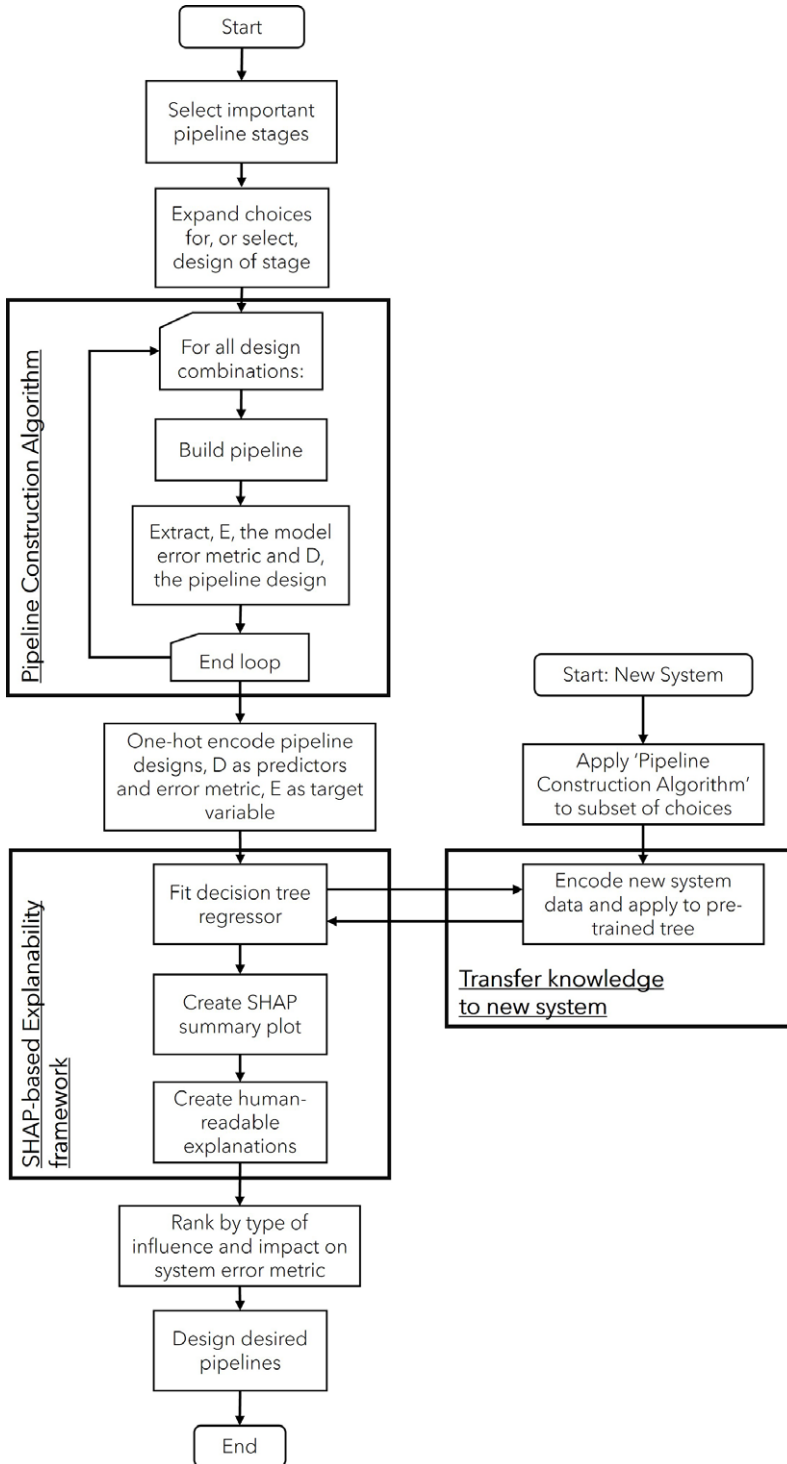 Start
Select important
pipeline stages
Expand choices
for, or select,
design of stage
Pipeline Construction Algorithm
For all design
combinations:
Build pipeline
Extract, E, the model
error metric and D,
the pipeline design
End loop
One-hot encode pipeline
designs, D as predictors
and error metric, E as target
variable
SHAP-based Explanability
framework
Fit decision tree
regressor
Create SHAP
summary plot
Create human-
readable
explanations
Rank by type of
influence and impact on
system error metric
Design desired
pipelines
End
Start: New System
Apply ‘Pipeline
Construction Algorithm’
to subset of choices
Encode new system
data and apply to pre-
trained tree
Transfer knowledge
to new system